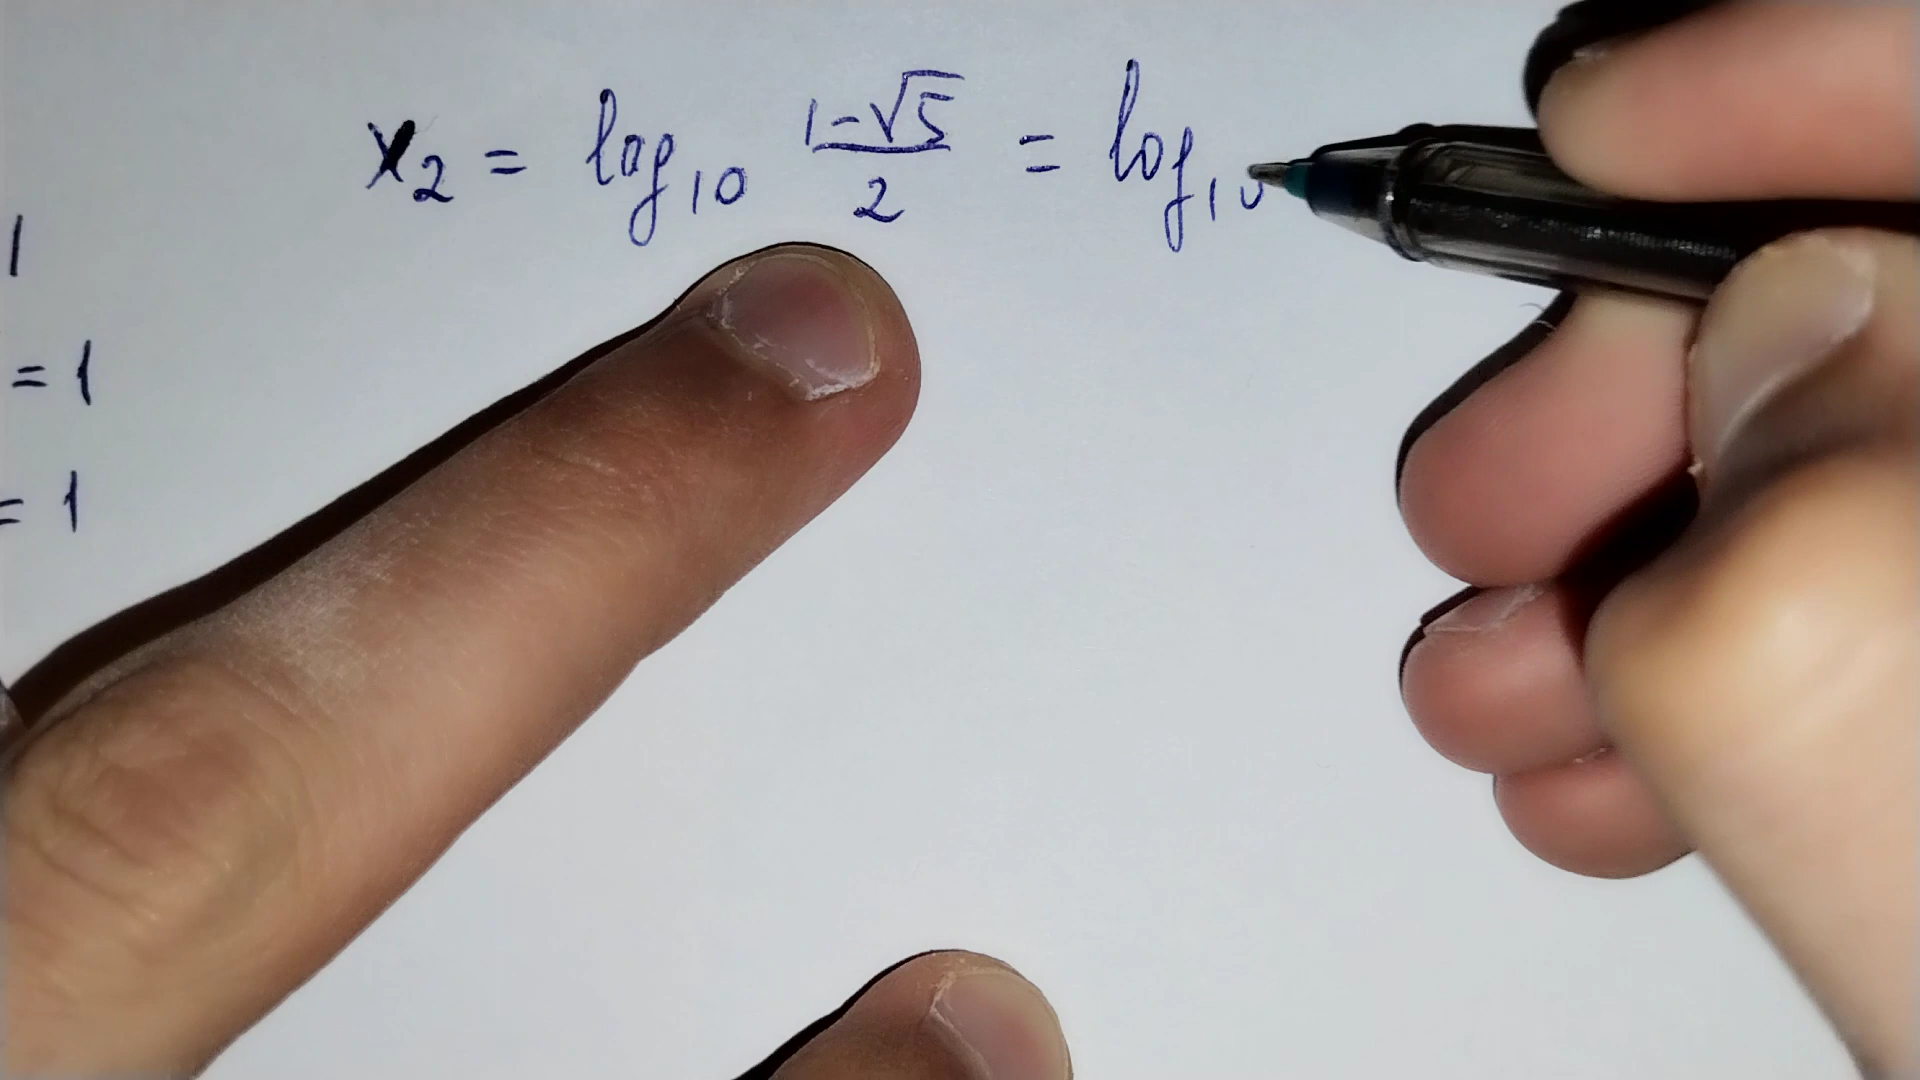 x₂ = log₁₀ (1-√5)/2 = log₁₀
1
= 1
= 1